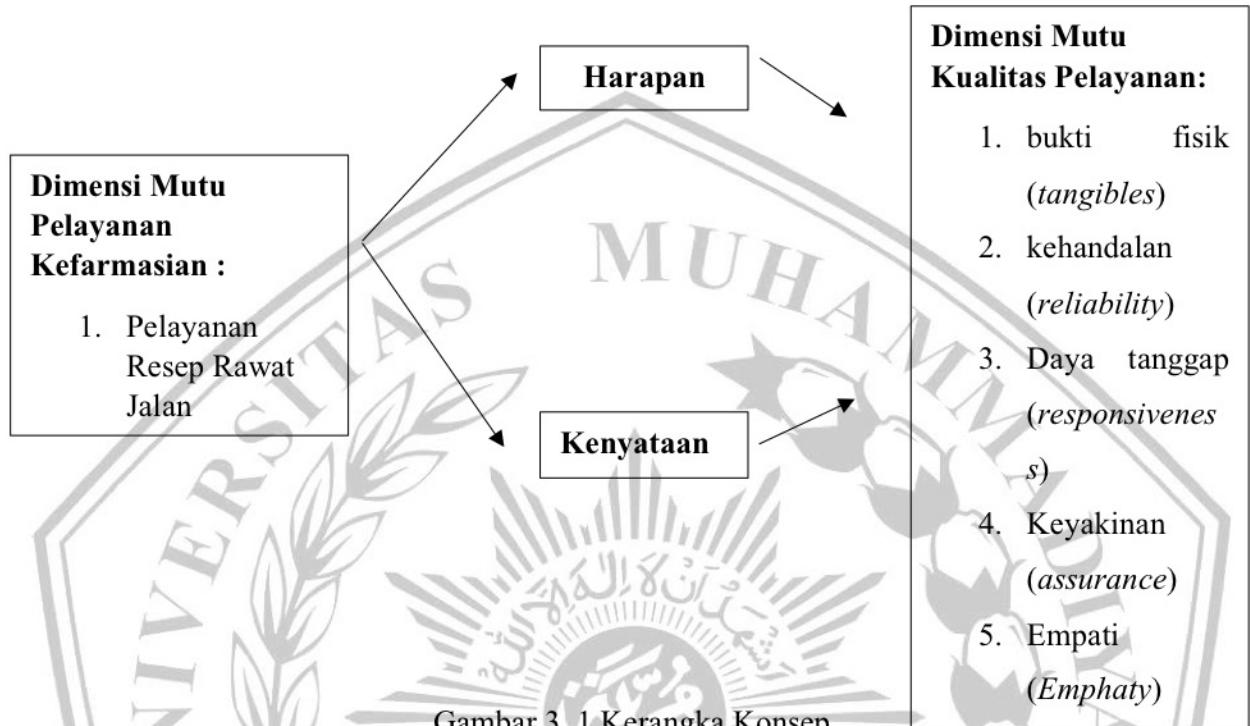 Dimensi Mutu
Pelayanan
Kefarmasian :
1. Pelayanan
Resep Rawat
Jalan
Harapan
Kenyataan
Dimensi Mutu
Kualitas Pelayanan:
1. bukti fisik
(tangibles)
2. kehandalan
(reliability)
3. Daya tanggap
(responsivenes
s)
4. Keyakinan
(assurance)
5. Empati
(Emphaty)
UNIVERSITAS MUHAMMADIY
Gambar 3. 1 Kerangka Konsep